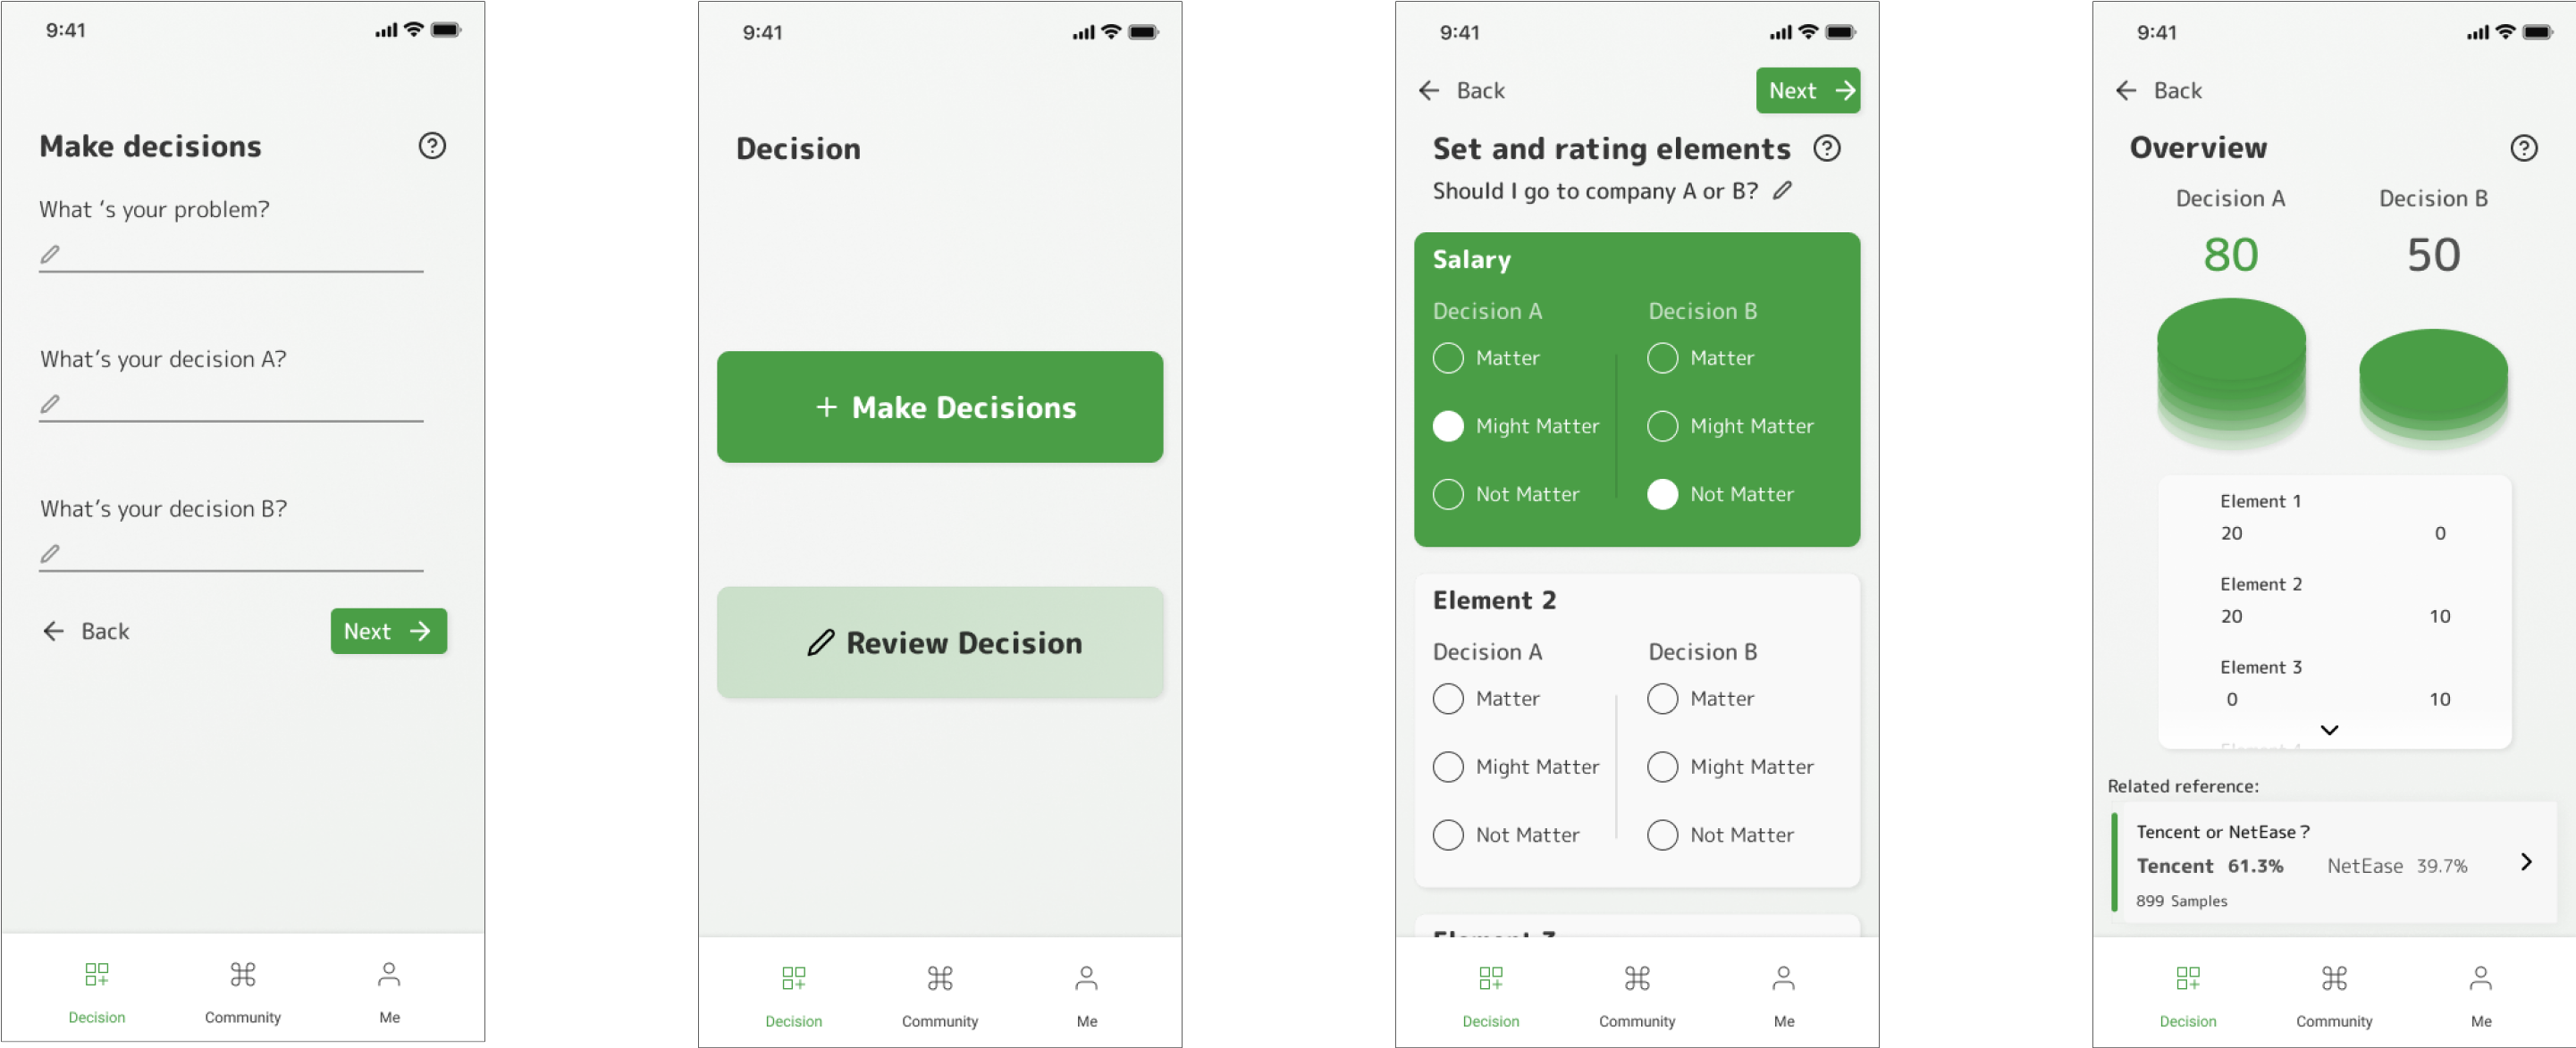 9:41
Make decisions
What ‘s your problem?
What’s your decision A?
What’s your decision B?
Back
Next
Decision
Community
Me
9:41
Decision
+ Make Decisions
Review Decision
Decision
Community
Me
9:41
Back
Next
Set and rating elements
Should I go to company A or B?
Salary
Decision A
Decision B
Matter
Matter
Might Matter
Might Matter
Not Matter
Not Matter
Element 2
Decision A
Decision B
Matter
Matter
Might Matter
Might Matter
Not Matter
Not Matter
Element 3
Decision
Community
Me
9:41
Back
Overview
Decision A
Decision B
80
50
Element 1
20
0
Element 2
20
10
Element 3
0
10
Related reference:
Tencent or NetEase ?
Tencent 61.3%
NetEase 39.7%
899 Samples
Decision
Community
Me